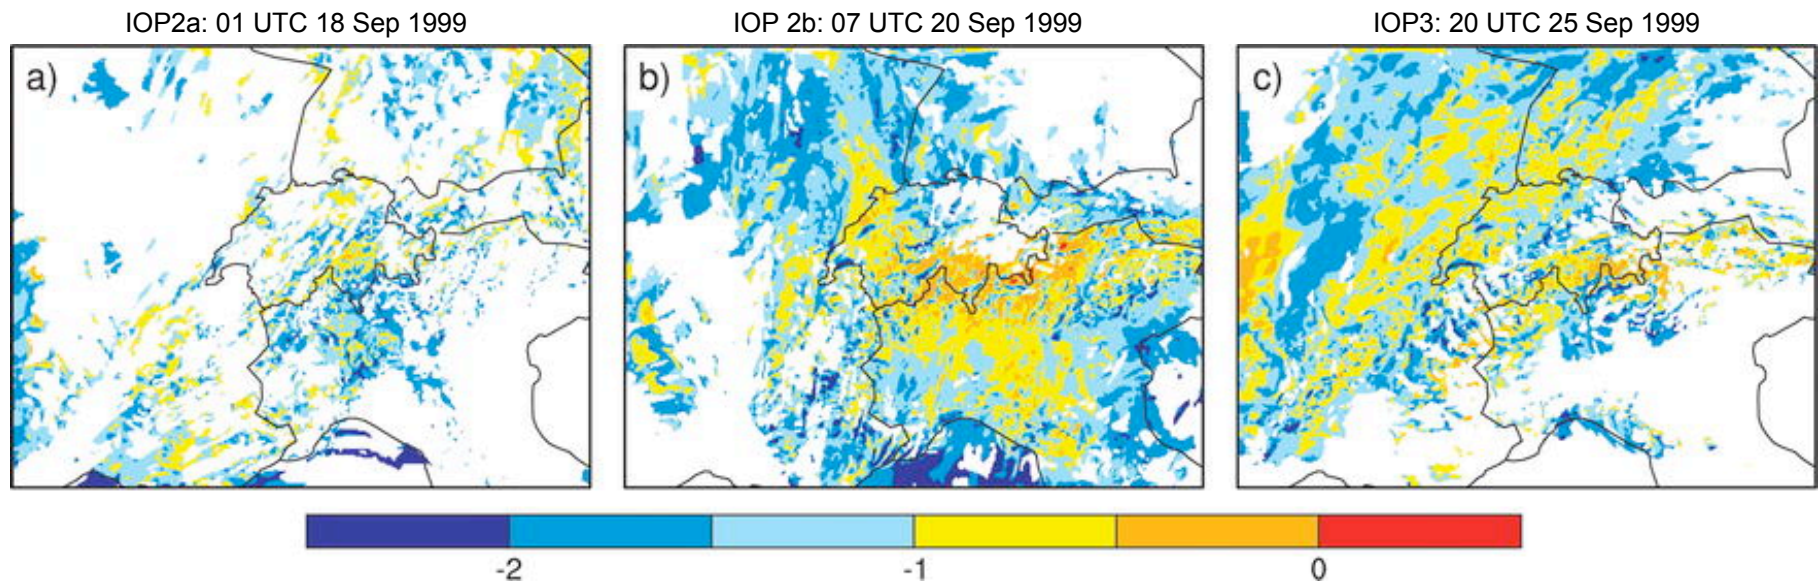 IOP2a: 01 UTC 18 Sep 1999
IOP 2b: 07 UTC 20 Sep 1999
IOP3: 20 UTC 25 Sep 1999
a)
b)
c)
-2
-1
0